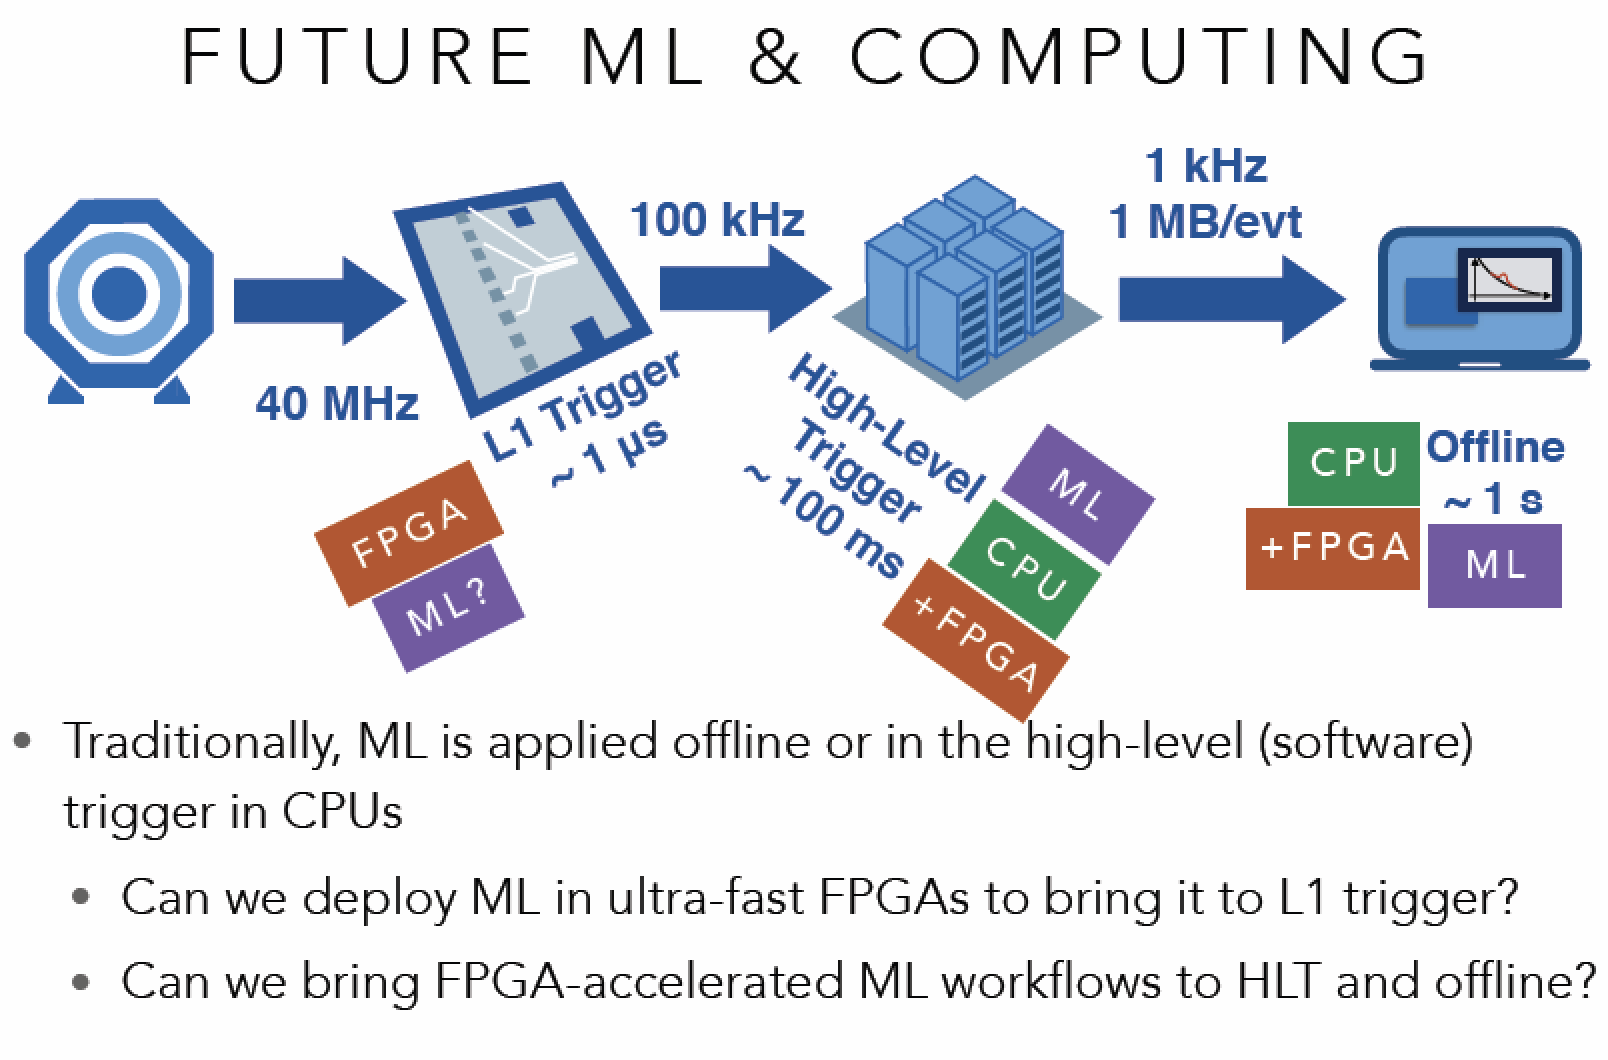 FUTURE ML & COMPUTING
40 MHz
L1 Trigger
~ 1 µs
FPGA
ML?
100 kHz
High-Level
Trigger
~ 100 ms
ML
CPU
+FPGA
1 kHz
1 MB/evt
CPU
+FPGA
Offline
~ 1 s
ML
• Traditionally, ML is applied offline or in the high-level (software)
trigger in CPUs
• Can we deploy ML in ultra-fast FPGAs to bring it to L1 trigger?
• Can we bring FPGA-accelerated ML workflows to HLT and offline?